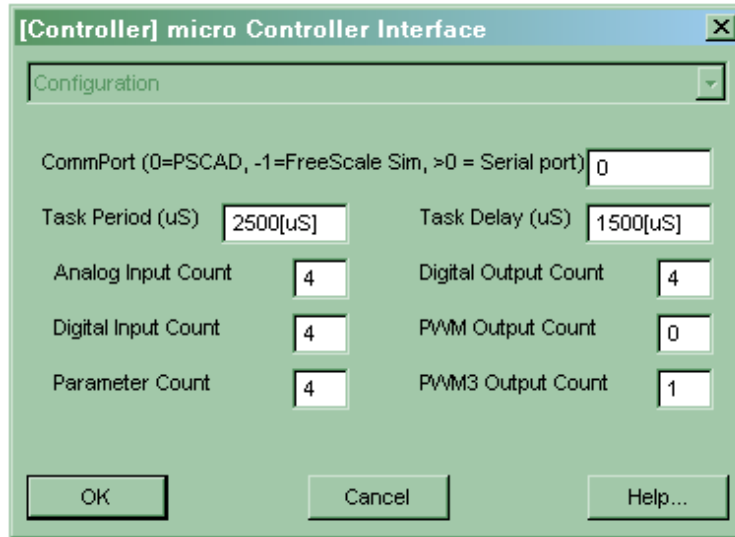 [Controller] micro Controller Interface
Configuration
CommPort (0=PSCAD, -1=FreeScale Sim, >0 = Serial port) 0
Task Period (uS) 2500[uS] Task Delay (uS) 1500[uS]
Analog Input Count 4 Digital Output Count 4
Digital Input Count 4 PWM Output Count 0
Parameter Count 4 PWM3 Output Count 1
OK Cancel Help...